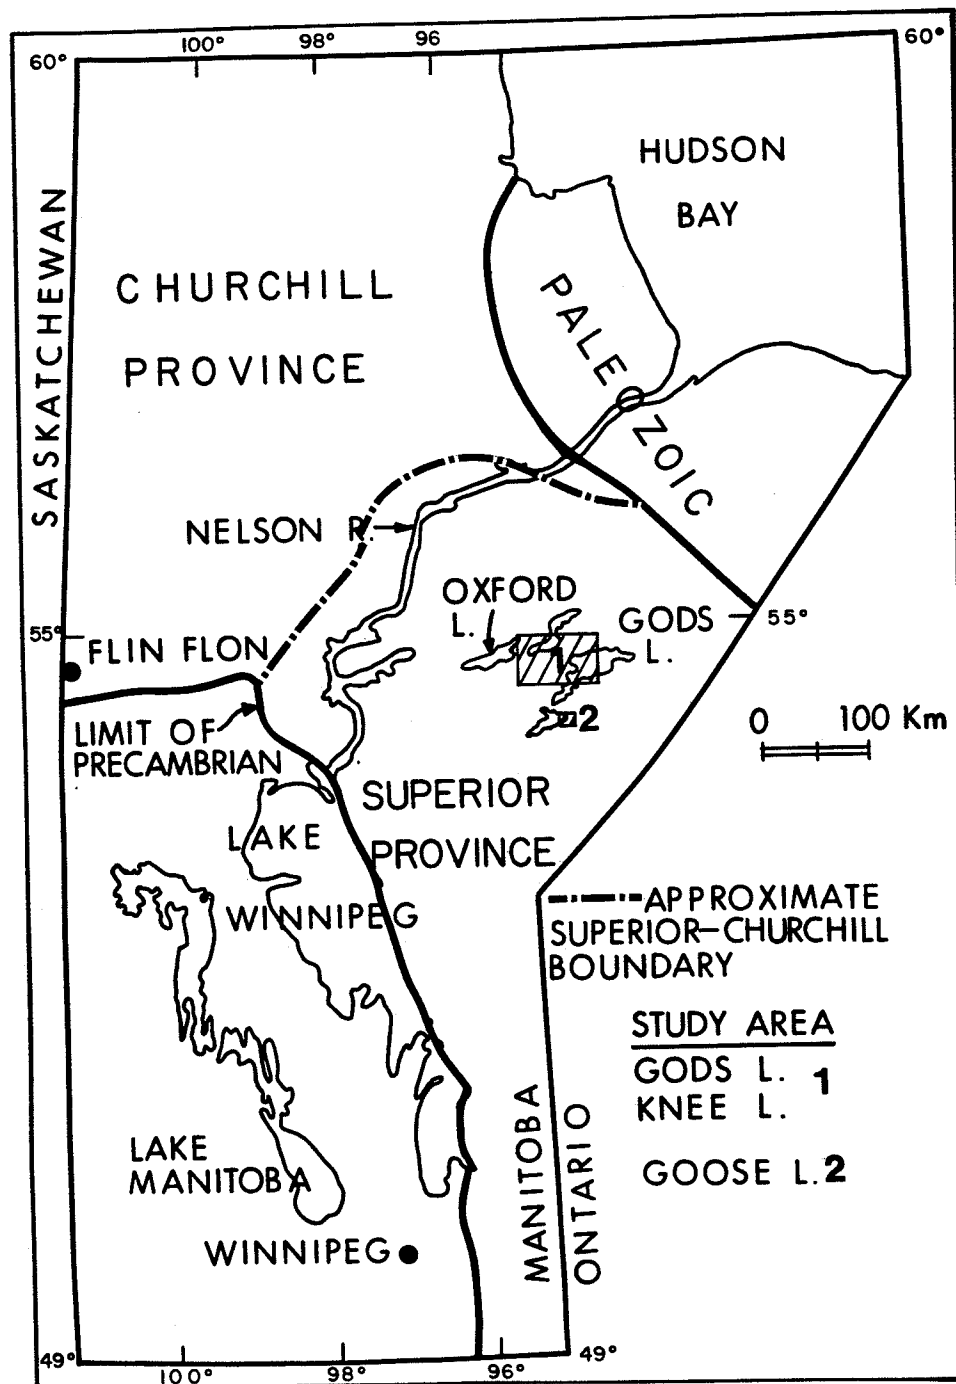 100° 98° 96
60° 60°
HUDSON
BAY
SASKATCHEWAN
CHURCHILL
PROVINCE
PALEOZOIC
NELSON R.
OXFORD
L.
GODS
L.
55° 55°
FLIN FLON
1
2
0 100 Km
LIMIT OF
PRECAMBRIAN
SUPERIOR
PROVINCE
LAKE
WINNIPEG
APPROXIMATE
SUPERIOR-CHURCHILL
BOUNDARY
STUDY AREA
GODS L. 1
KNEE L.
GOOSE L. 2
LAKE
MANITOBA
WINNIPEG
MANITOBA
ONTARIO
49° 49°
100° 98° 96°